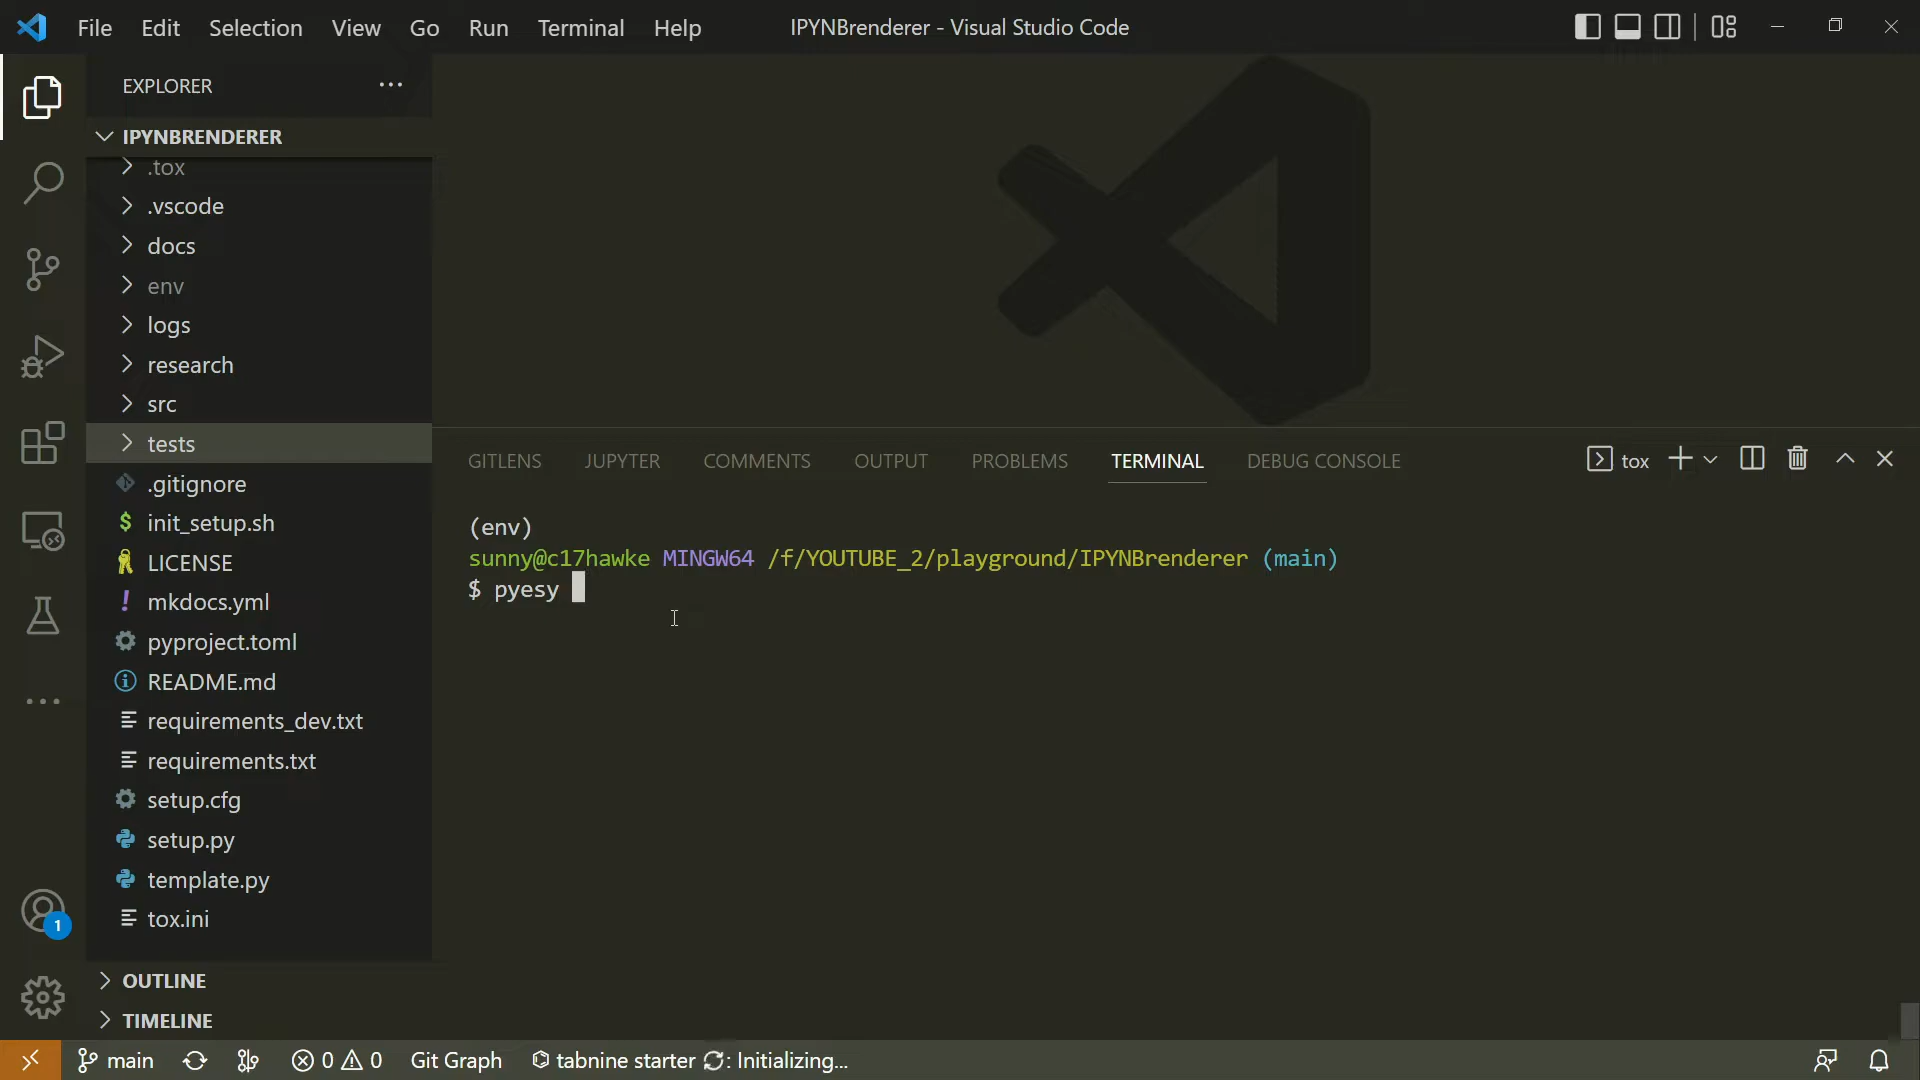 File Edit Selection View Go Run Terminal Help
IPYNBrenderer - Visual Studio Code
EXPLORER
IPYNBRENDERER
.tox
.vscode
docs
env
logs
research
src
tests
.gitignore
$ init_setup.sh
LICENSE
! mkdocs.yml
pyproject.toml
README.md
requirements_dev.txt
requirements.txt
setup.cfg
setup.py
template.py
tox.ini
OUTLINE
TIMELINE
GITLENS JUPYTER COMMENTS OUTPUT PROBLEMS TERMINAL DEBUG CONSOLE
tox
(env)
sunny@c17hawke MINGW64 /f/YOUTUBE_2/playground/IPYNBrenderer (main)
$ pyesy
1
main 0 0 Git Graph tabnine starter : Initializing...